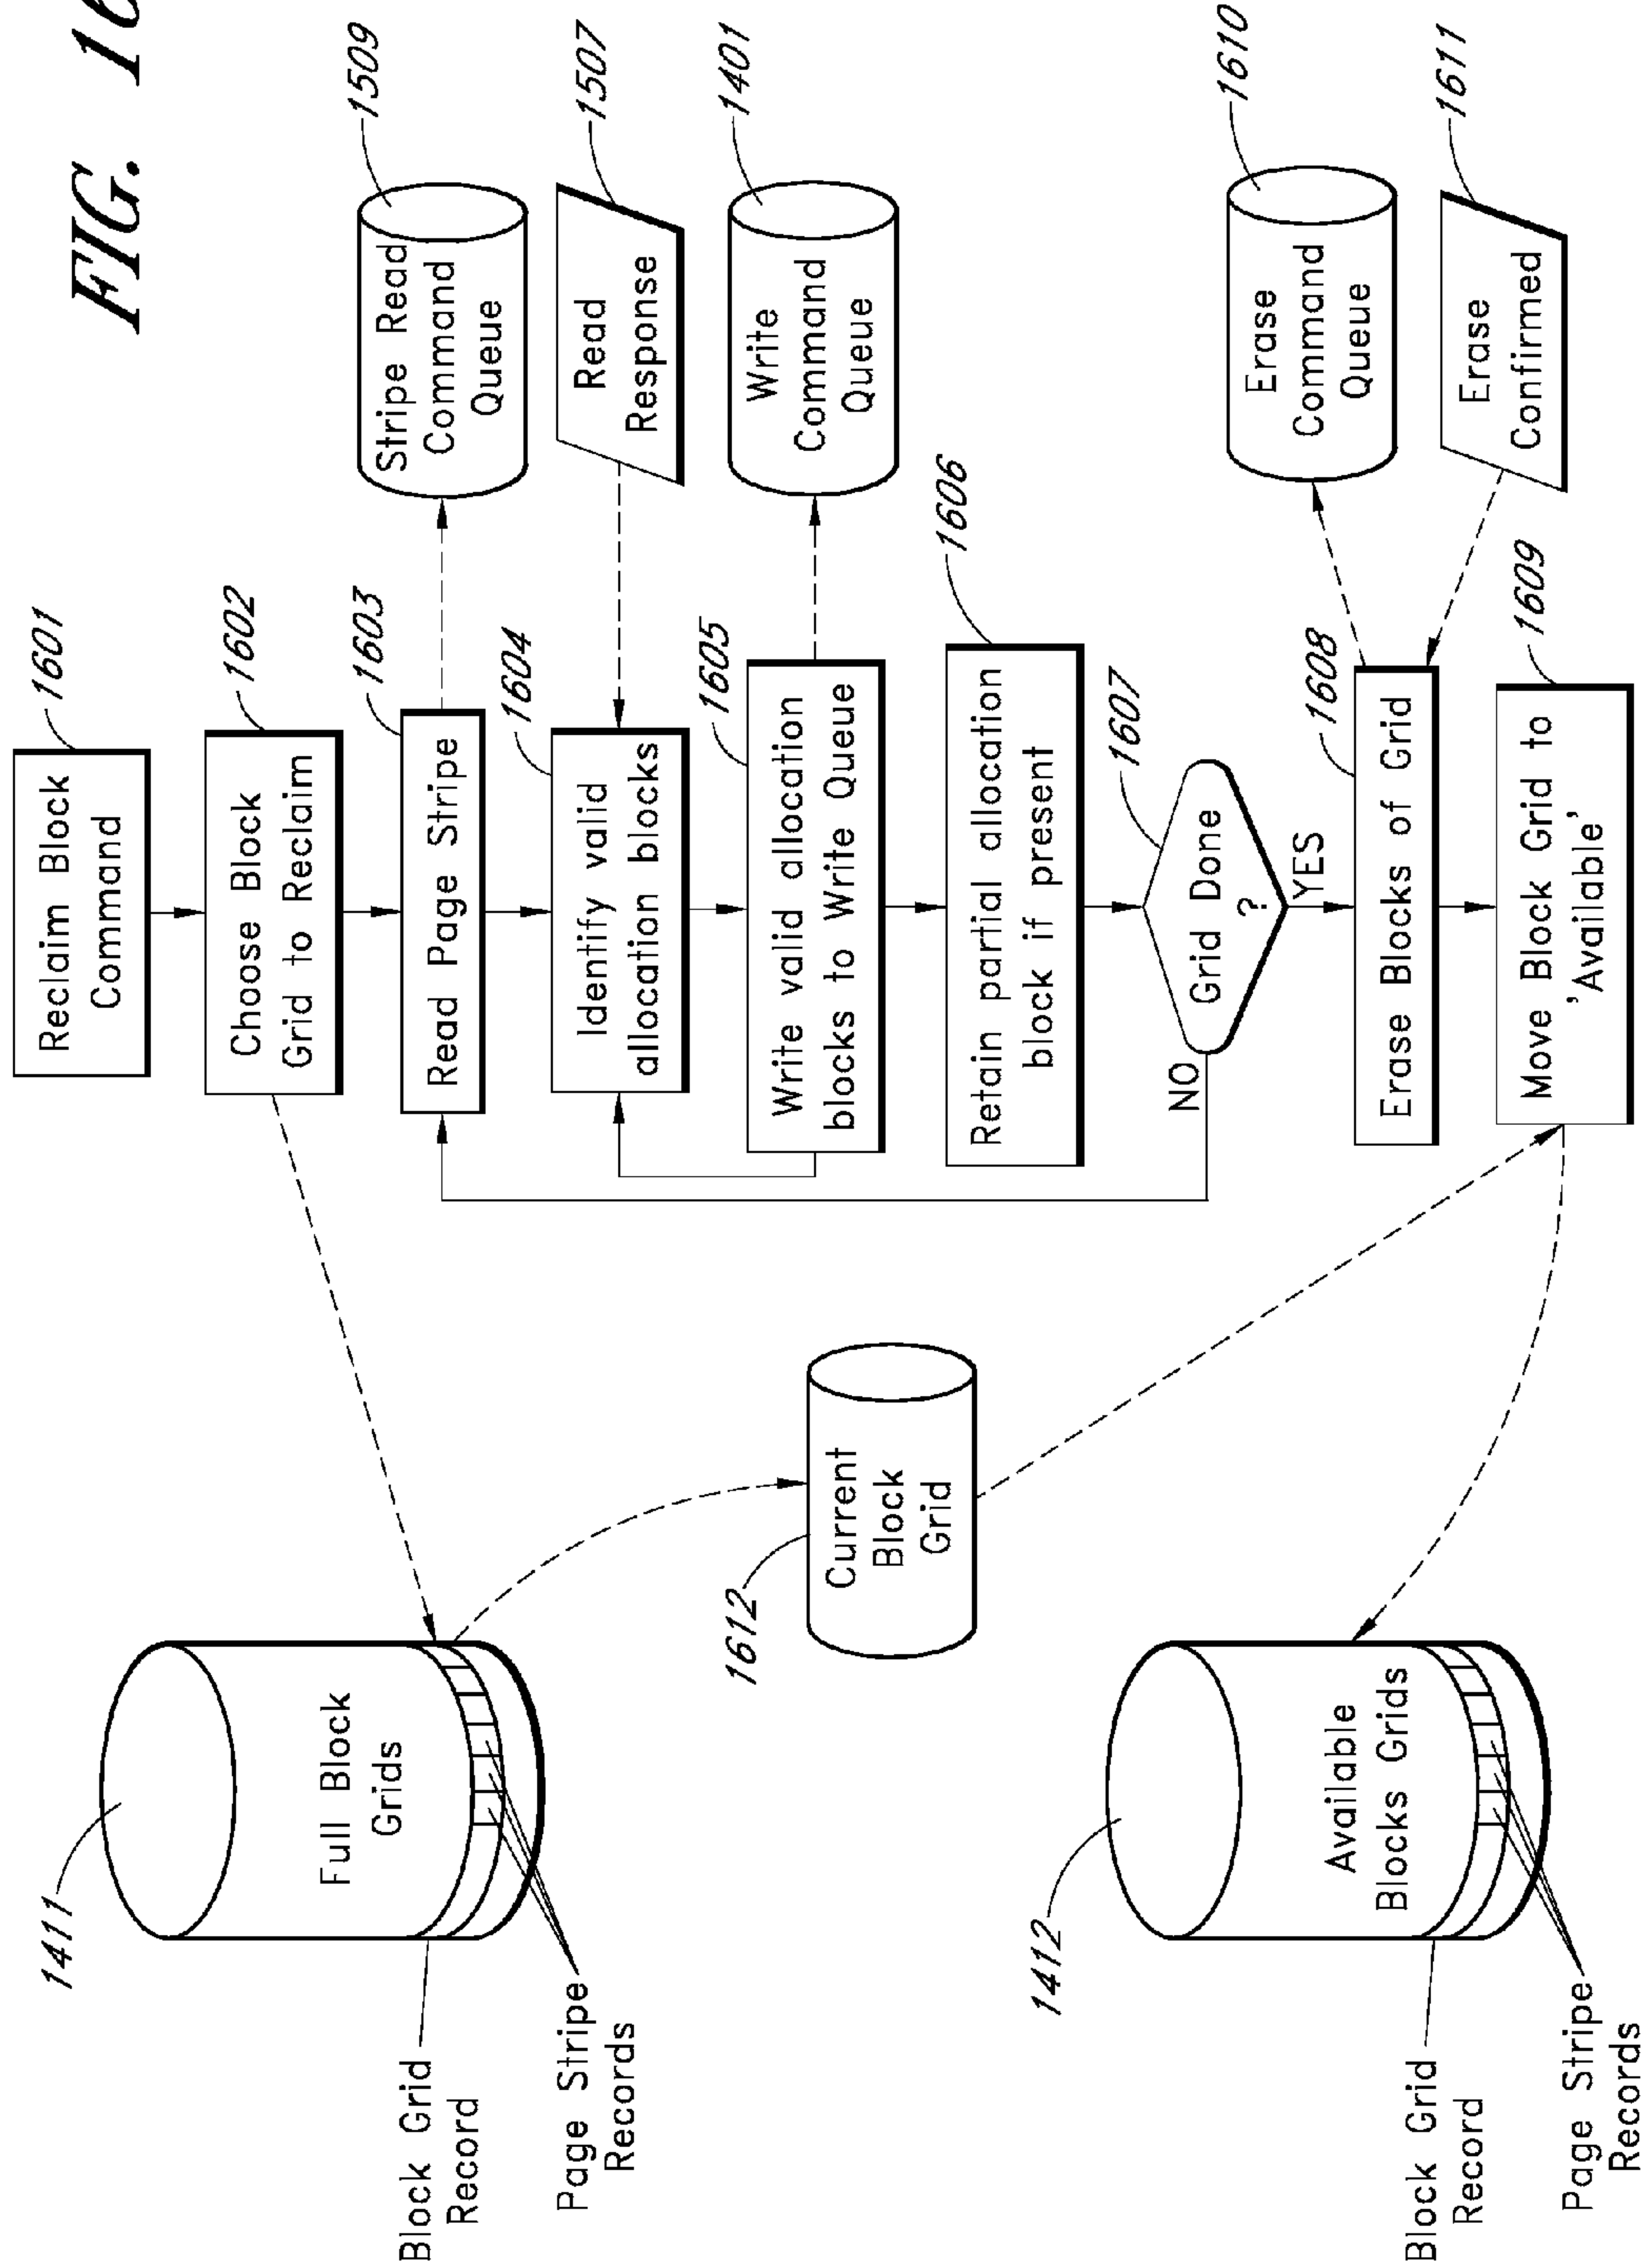 FIG. 16
1601
Reclaim Block
Command
1602
Choose Block
Grid to Reclaim
1603
Read Page Stripe
1509
Stripe Read
Command
Queue
1604
Identify valid
allocation blocks
1507
Read
Response
1605
Write valid allocation
blocks to Write Queue
1401
Write
Command
Queue
1606
Retain partial allocation
block if present
1607
Grid Done
?
NO
YES
1608
Erase Blocks of Grid
1610
Erase
Command
Queue
1611
Erase
Confirmed
1609
Move Block Grid to
'Available'
1411
Full Block
Grids
Block Grid
Record
Page Stripe
Records
1612
Current
Block
Grid
1412
Available
Blocks Grids
Block Grid
Record
Page Stripe
Records